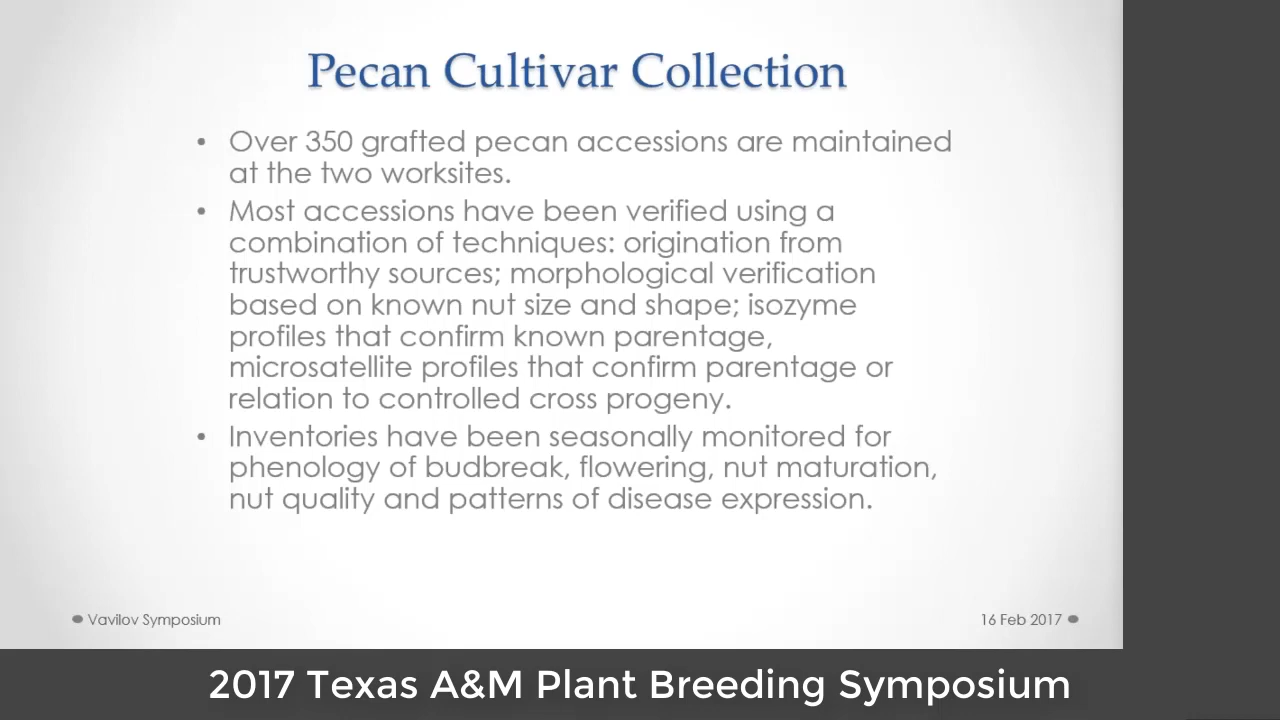 Pecan Cultivar Collection
• Over 350 grafted pecan accessions are maintained
at the two worksites.
• Most accessions have been verified using a
combination of techniques: origination from
trustworthy sources; morphological verification
based on known nut size and shape; isozyme
profiles that confirm known parentage,
microsatellite profiles that confirm parentage or
relation to controlled cross progeny.
• Inventories have been seasonally monitored for
phenology of budbreak, flowering, nut maturation,
nut quality and patterns of disease expression.
Vavilov Symposium
16 Feb 2017
2017 Texas A&M Plant Breeding Symposium